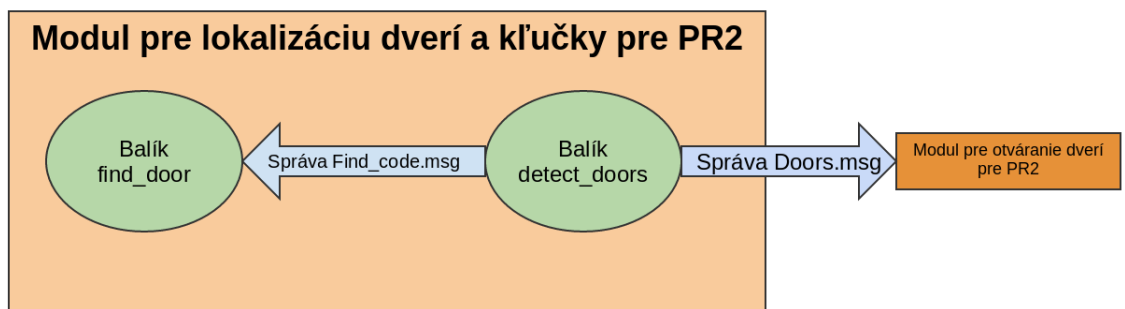 Modul pre lokalizáciu dverí a kľučky pre PR2
Balík
find_door
Správa Find_code.msg
Balík
detect_doors
Správa Doors.msg
Modul pre otváranie dverí
pre PR2